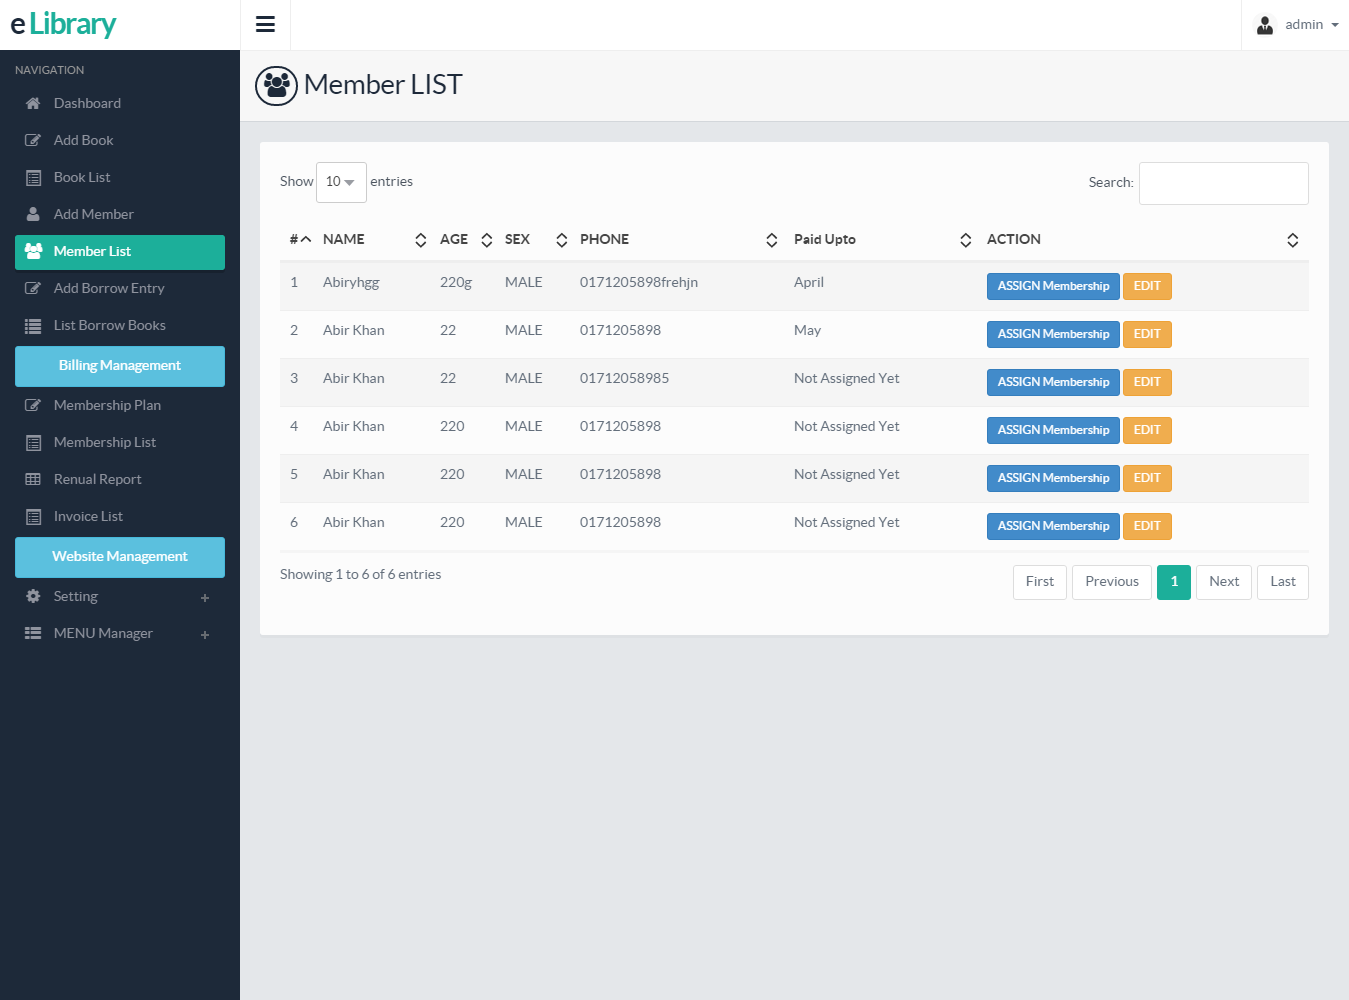 e Library
admin
NAVIGATION
Dashboard
Add Book
Book List
Add Member
Member List
Add Borrow Entry
List Borrow Books
Billing Management
Membership Plan
Membership List
Renual Report
Invoice List
Website Management
Setting +
MENU Manager +
Member LIST
Show 10 entries
Search:
# NAME AGE SEX PHONE Paid Upto ACTION
1 Abiryhgg 220g MALE 0171205898frehjn April ASSIGN Membership EDIT
2 Abir Khan 22 MALE 0171205898 May ASSIGN Membership EDIT
3 Abir Khan 22 MALE 01712058985 Not Assigned Yet ASSIGN Membership EDIT
4 Abir Khan 220 MALE 0171205898 Not Assigned Yet ASSIGN Membership EDIT
5 Abir Khan 220 MALE 0171205898 Not Assigned Yet ASSIGN Membership EDIT
6 Abir Khan 220 MALE 0171205898 Not Assigned Yet ASSIGN Membership EDIT
Showing 1 to 6 of 6 entries
First Previous 1 Next Last